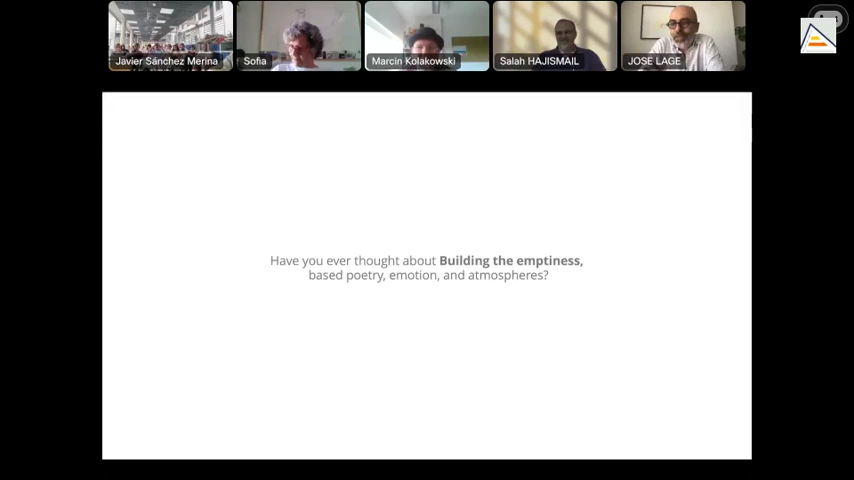 Javier Sánchez Merina
Sofia
Marcin Kolakowski
Salah HAJISMAIL
JOSE LAGE
Have you ever thought about Building the emptiness,
based poetry, emotion, and atmospheres?